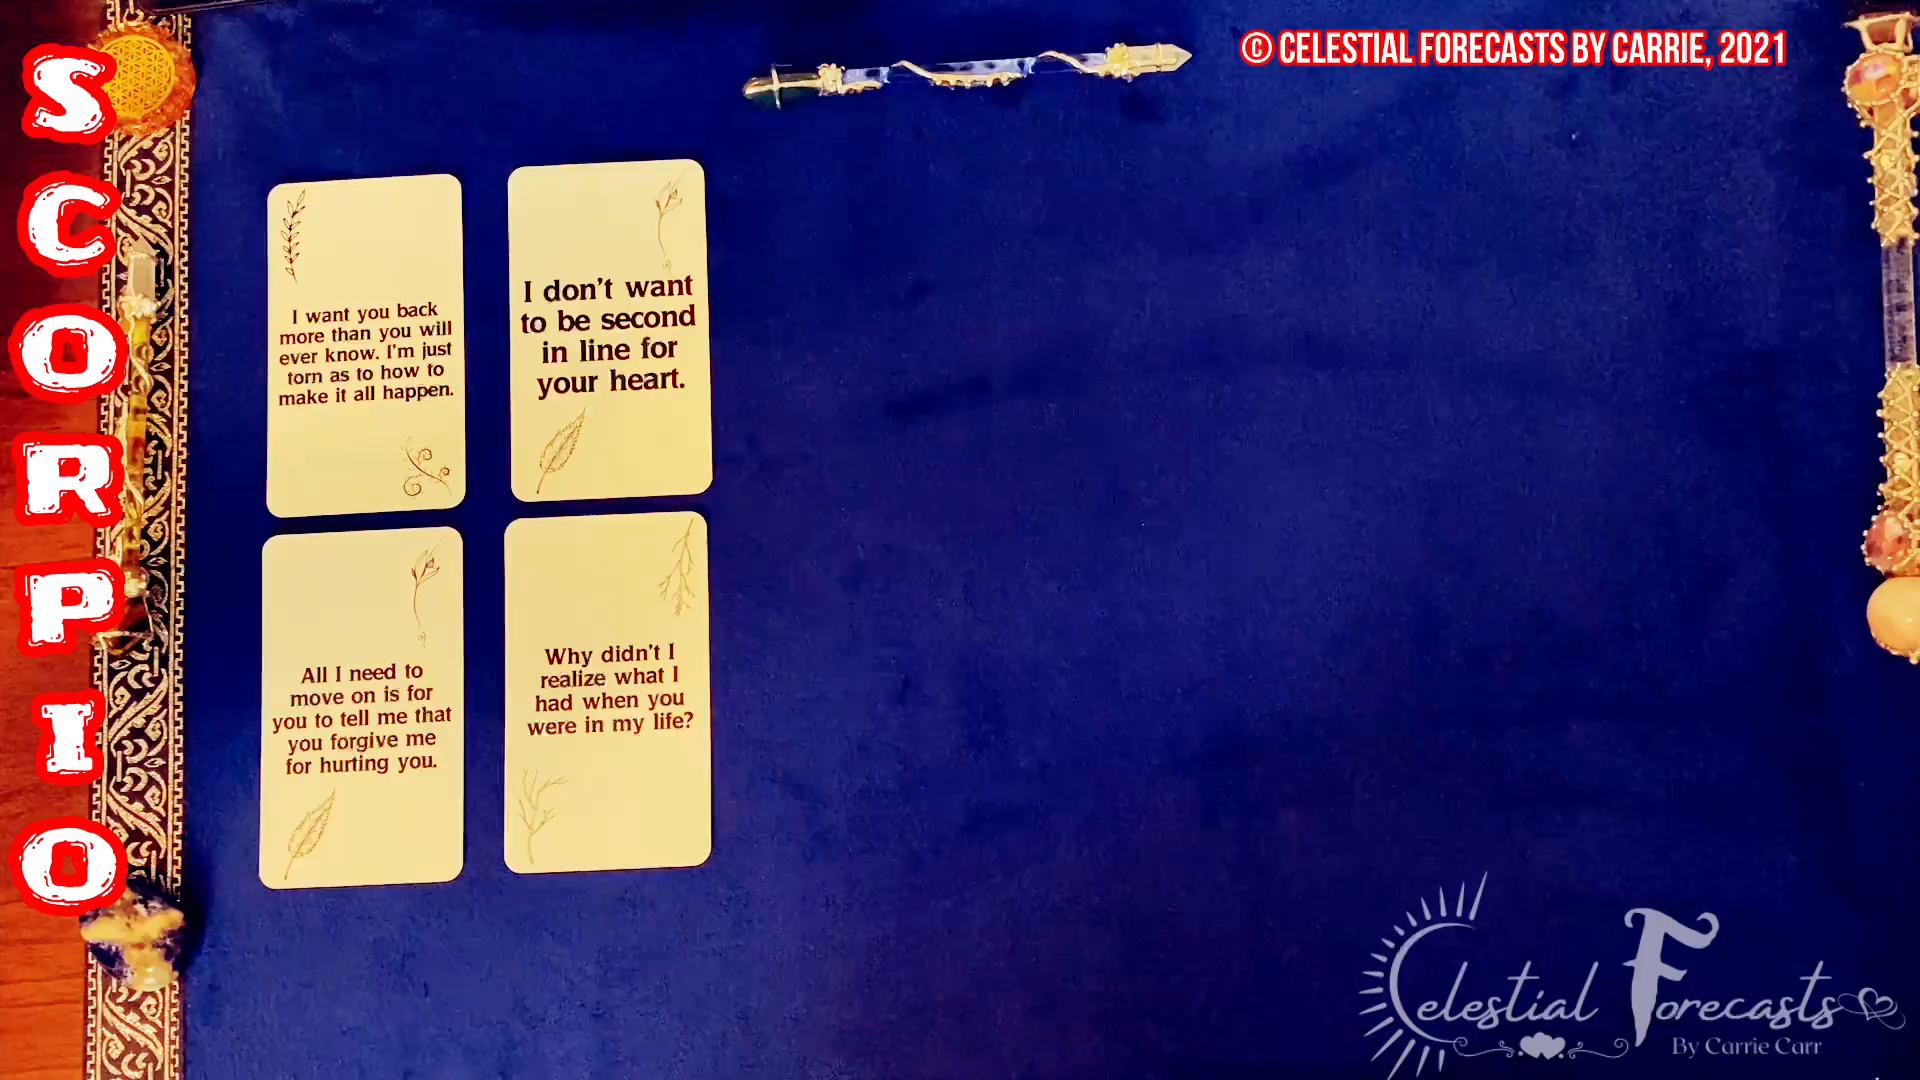 SCORPIO
© CELESTIAL FORECASTS BY CARRIE, 2021
I want you back
more than you will
ever know. I'm just
torn as to how to
make it all happen.
I don't want
to be second
in line for
your heart.
All I need to
move on is for
you to tell me that
you forgive me
for hurting you.
Why didn't I
realize what I
had when you
were in my life?
Celestial Forecasts
By Carrie Carr